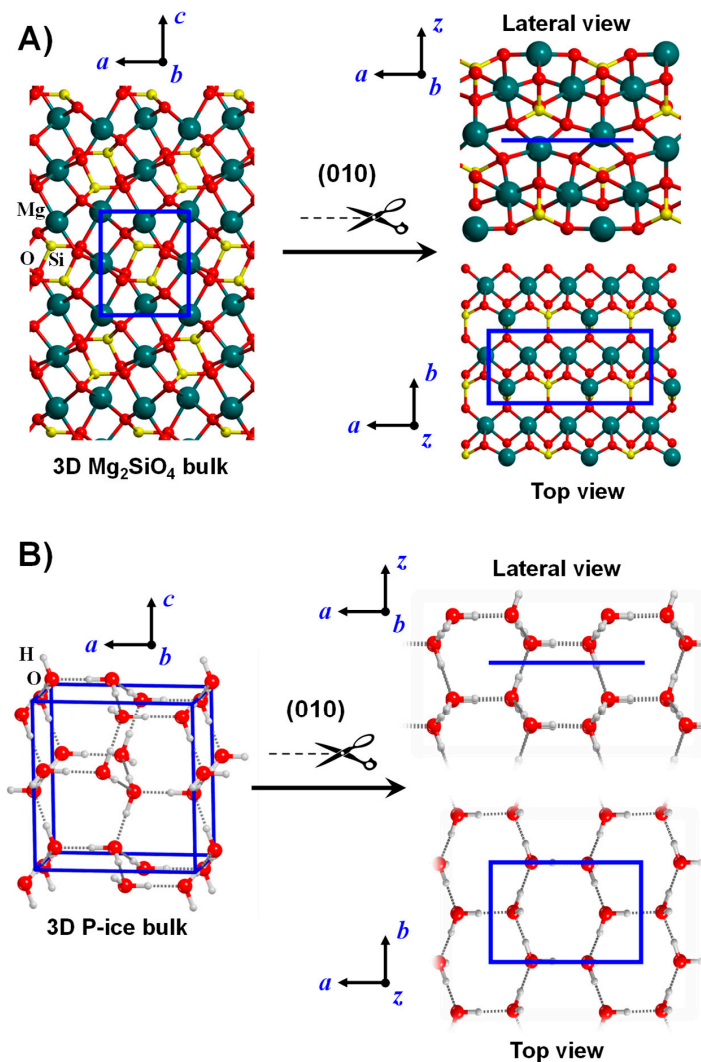 A)
c
a
b
Mg
O Si
3D Mg₂SiO₄ bulk
(010)
Lateral view
z
a
b
b
a
z
Top view
B)
c
a
b
H
O
3D P-ice bulk
(010)
Lateral view
z
a
b
b
a
z
Top view